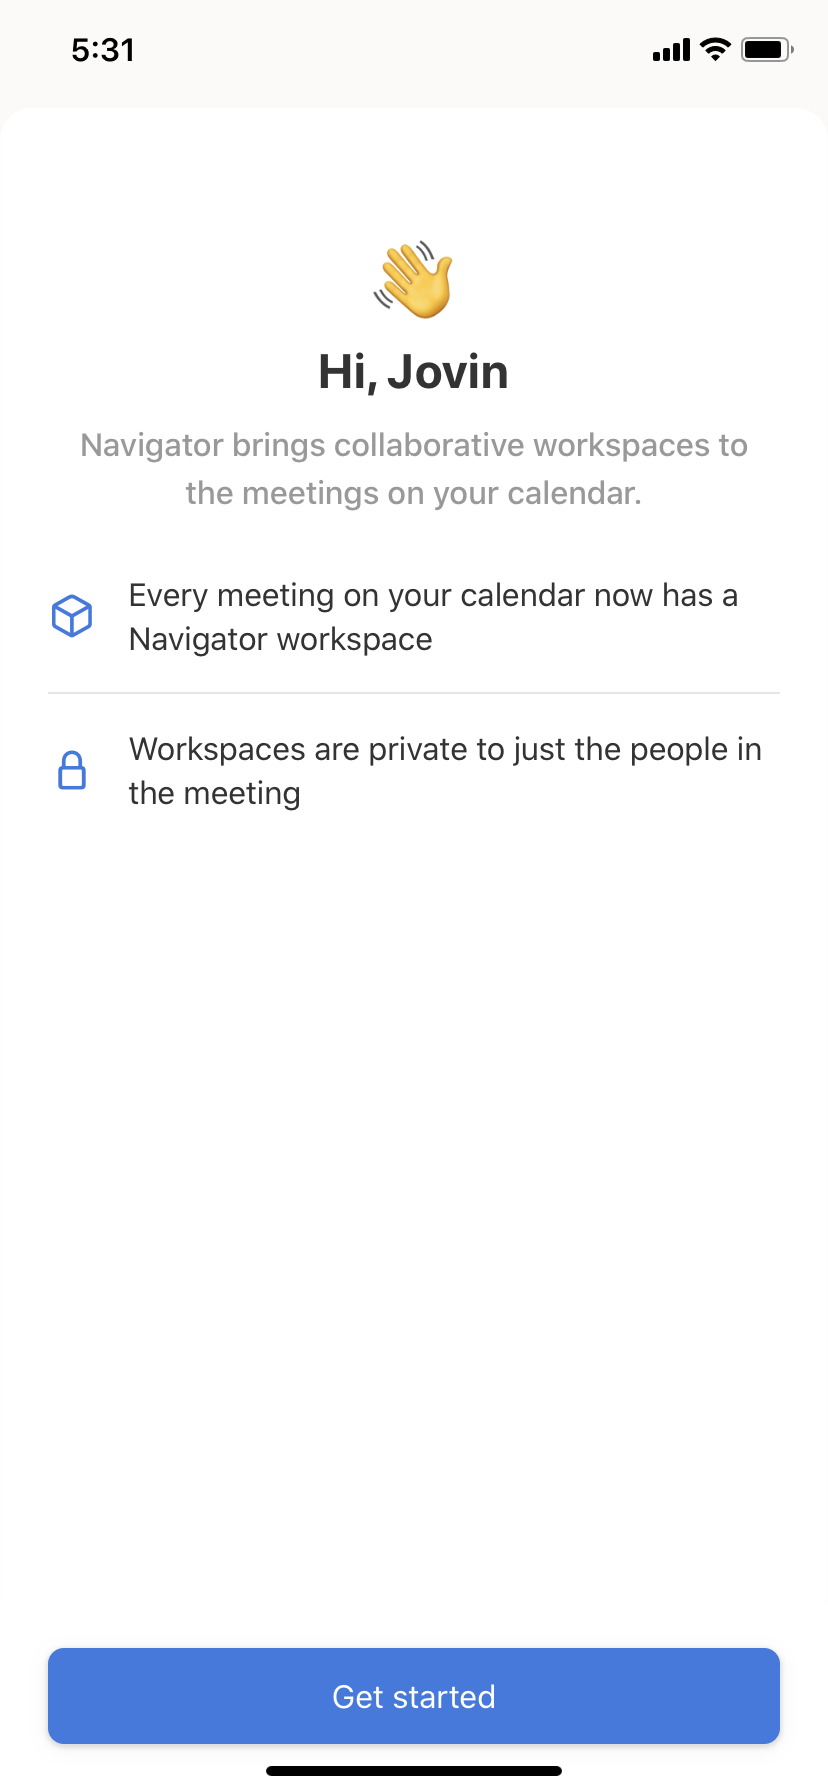 5:31
Hi, Jovin
Navigator brings collaborative workspaces to
the meetings on your calendar.
Every meeting on your calendar now has a
Navigator workspace
Workspaces are private to just the people in
the meeting
Get started